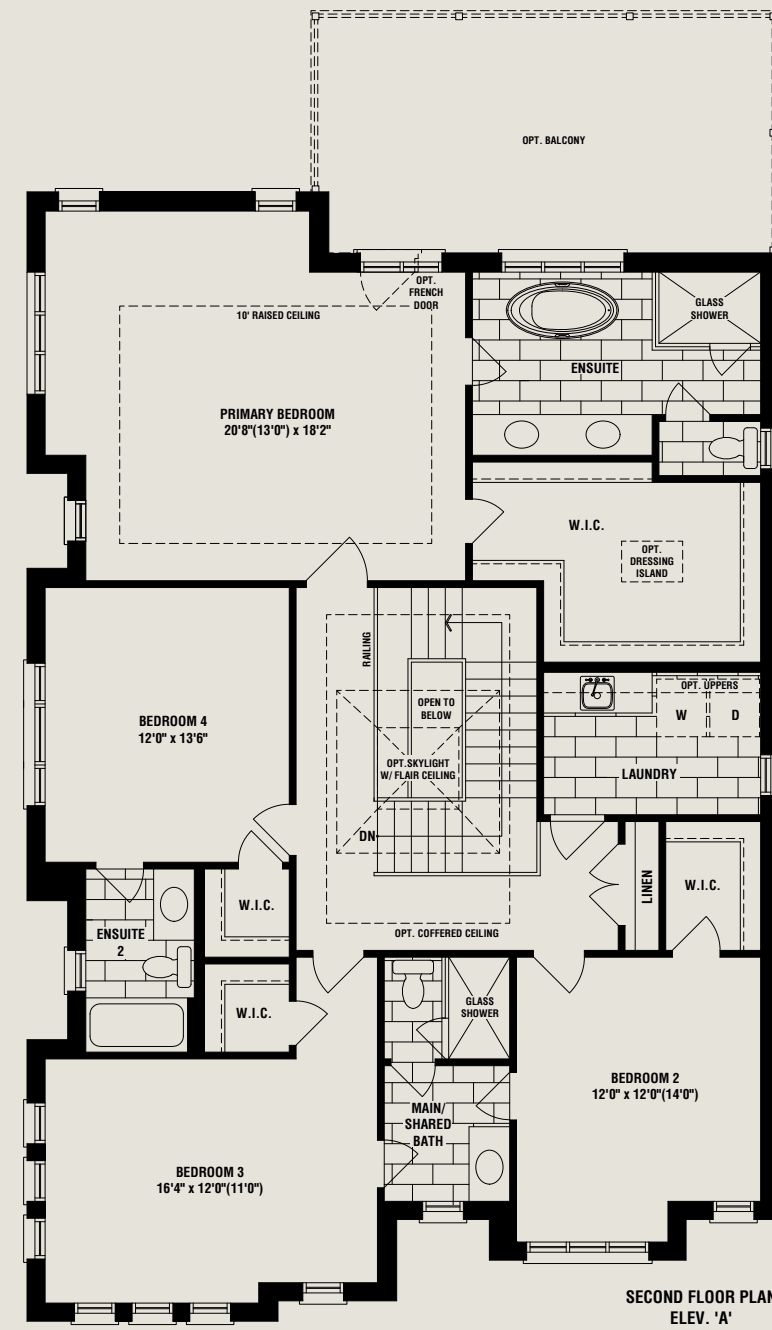 OPT. BALCONY
OPT.
FRENCH
DOOR
10' RAISED CEILING
GLASS
SHOWER
ENSUITE
PRIMARY BEDROOM
20'8"(13'0") x 18'2"
W.I.C.
OPT.
DRESSING
ISLAND
RAILING
OPT. UPPERS
OPEN TO
BELOW
W
D
BEDROOM 4
12'0" x 13'6"
OPT.SKYLIGHT
W/ FLAIR CEILING
LAUNDRY
DN
LINEN
W.I.C.
W.I.C.
ENSUITE
2
OPT. COFFERED CEILING
W.I.C.
GLASS
SHOWER
BEDROOM 2
12'0" x 12'0"(14'0")
MAIN/
SHARED
BATH
BEDROOM 3
16'4" x 12'0"(11'0")
SECOND FLOOR PLAN
ELEV. 'A'